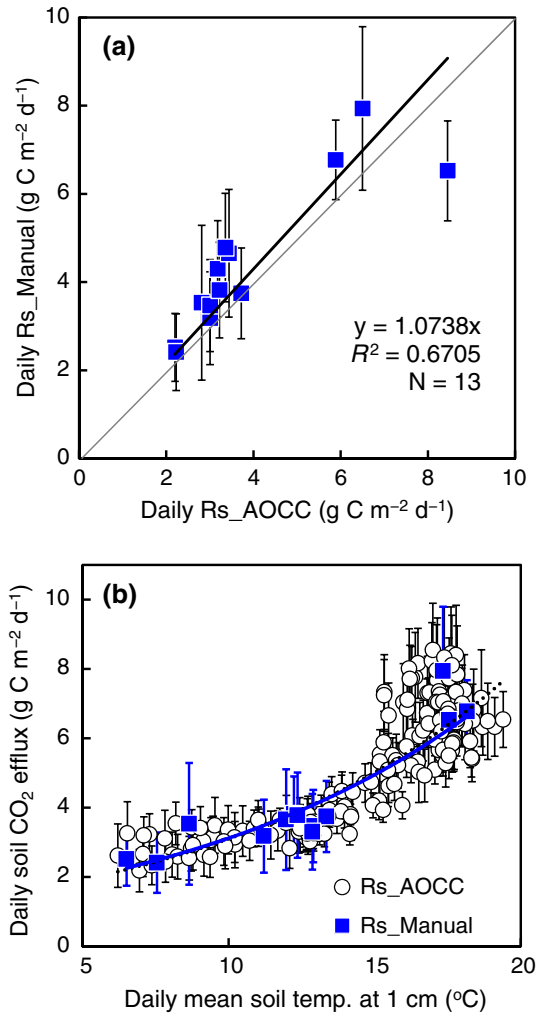 (a)
10
8
6
4
2
0
Daily Rs_Manual (g C m⁻² d⁻¹)
y = 1.0738x
R² = 0.6705
N = 13
2 4 6 8 10
Daily Rs_AOCC (g C m⁻² d⁻¹)
(b)
10
8
6
4
2
0
Daily soil CO₂ efflux (g C m⁻² d⁻¹)
Rs_AOCC
Rs_Manual
5 10 15 20
Daily mean soil temp. at 1 cm (°C)